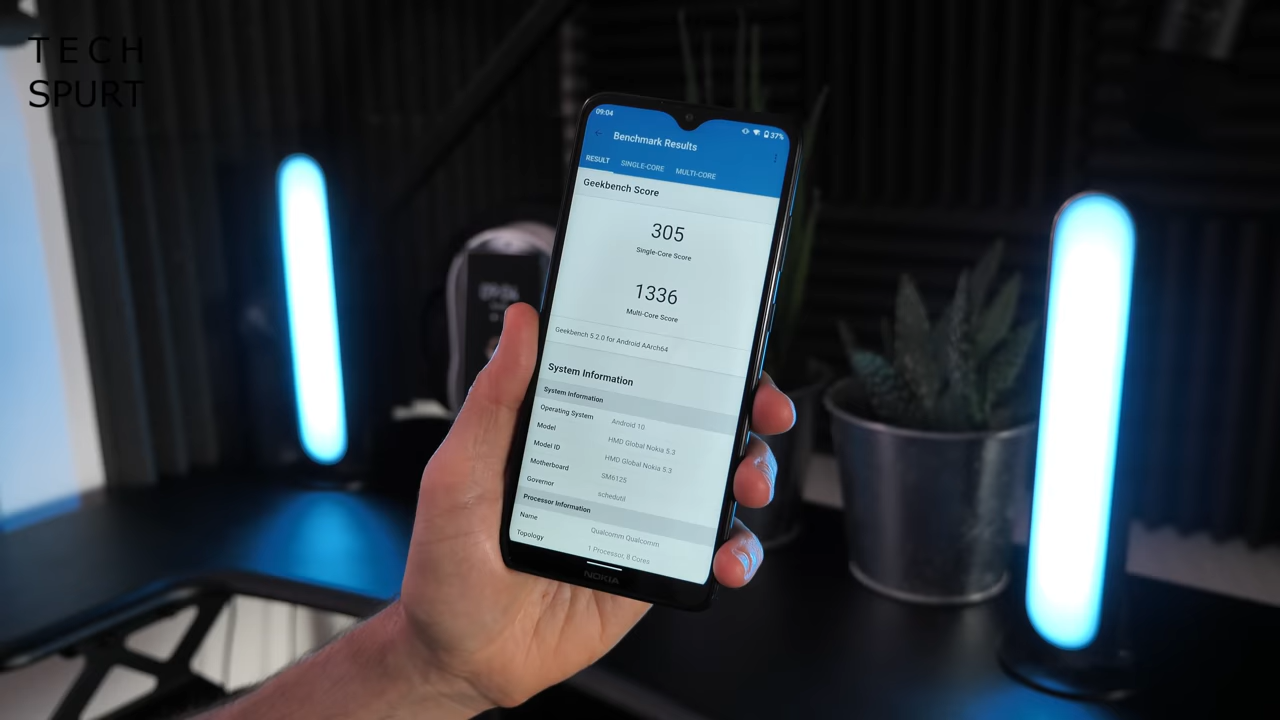 TECH
SPURT
09:04
37%
Benchmark Results
RESULT SINGLE-CORE MULTI-CORE
Geekbench Score
305
Single-Core Score
1336
Multi-Core Score
Geekbench 5.2.0 for Android AArch64
System Information
System Information
Operating System Android 10
Model HMD Global Nokia 5.3
Model ID HMD Global Nokia 5.3
Motherboard SM6125
Governor schedutil
Processor Information
Name Qualcomm Qualcomm
Topology 1 Processor, 8 Cores
NOKIA